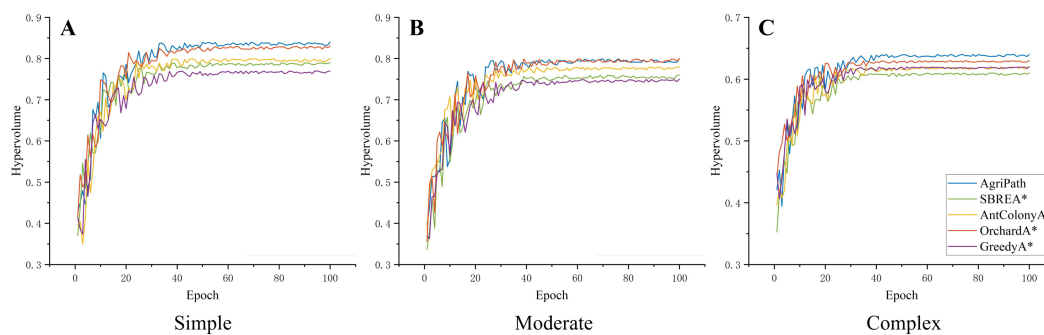 A
B
C
Hypervolume
0.9
0.8
0.7
0.6
0.5
0.4
0.3
0
20
40
60
80
100
Epoch
Simple
Hypervolume
0.9
0.8
0.7
0.6
0.5
0.4
0.3
0
20
40
60
80
100
Epoch
Moderate
Hypervolume
0.7
0.6
0.5
0.4
0.3
0
20
40
60
80
100
Epoch
Complex
AgriPath
SBREA*
AntColonyA
OrchardA*
GreedyA*